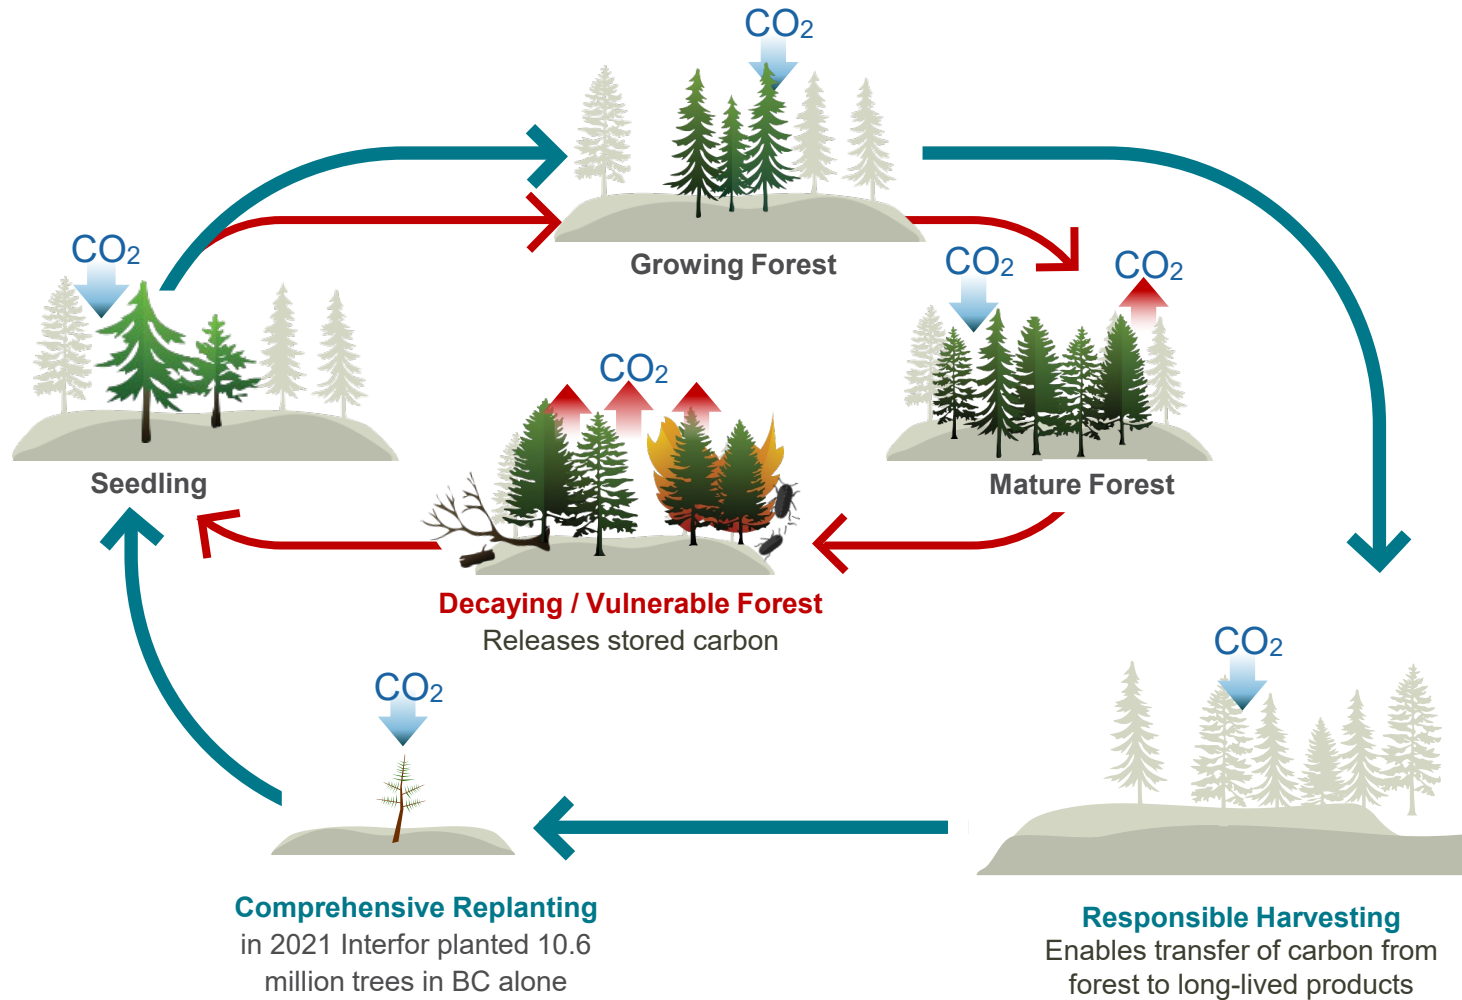 CO₂
Growing Forest
CO₂
Seedling
CO₂
CO₂
Mature Forest
CO₂
Decaying / Vulnerable Forest
Releases stored carbon
CO₂
Comprehensive Replanting
in 2021 Interfor planted 10.6
million trees in BC alone
CO₂
Responsible Harvesting
Enables transfer of carbon from
forest to long-lived products